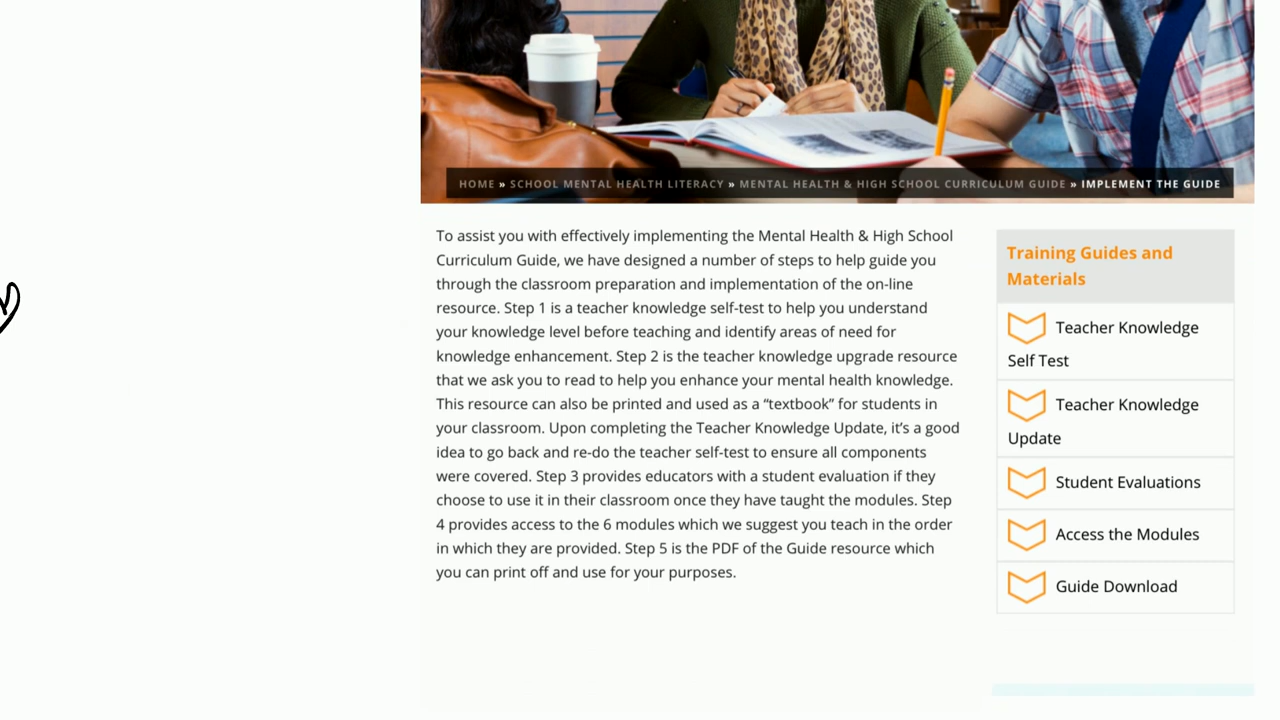 HOME » SCHOOL MENTAL HEALTH LITERACY » MENTAL HEALTH & HIGH SCHOOL CURRICULUM GUIDE » IMPLEMENT THE GUIDE
To assist you with effectively implementing the Mental Health & High School
Curriculum Guide, we have designed a number of steps to help guide you
through the classroom preparation and implementation of the on-line
resource. Step 1 is a teacher knowledge self-test to help you understand
your knowledge level before teaching and identify areas of need for
knowledge enhancement. Step 2 is the teacher knowledge upgrade resource
that we ask you to read to help you enhance your mental health knowledge.
This resource can also be printed and used as a “textbook” for students in
your classroom. Upon completing the Teacher Knowledge Update, it’s a good
idea to go back and re-do the teacher self-test to ensure all components
were covered. Step 3 provides educators with a student evaluation if they
choose to use it in their classroom once they have taught the modules. Step
4 provides access to the 6 modules which we suggest you teach in the order
in which they are provided. Step 5 is the PDF of the Guide resource which
you can print off and use for your purposes.
Training Guides and
Materials
Teacher Knowledge
Self Test
Teacher Knowledge
Update
Student Evaluations
Access the Modules
Guide Download